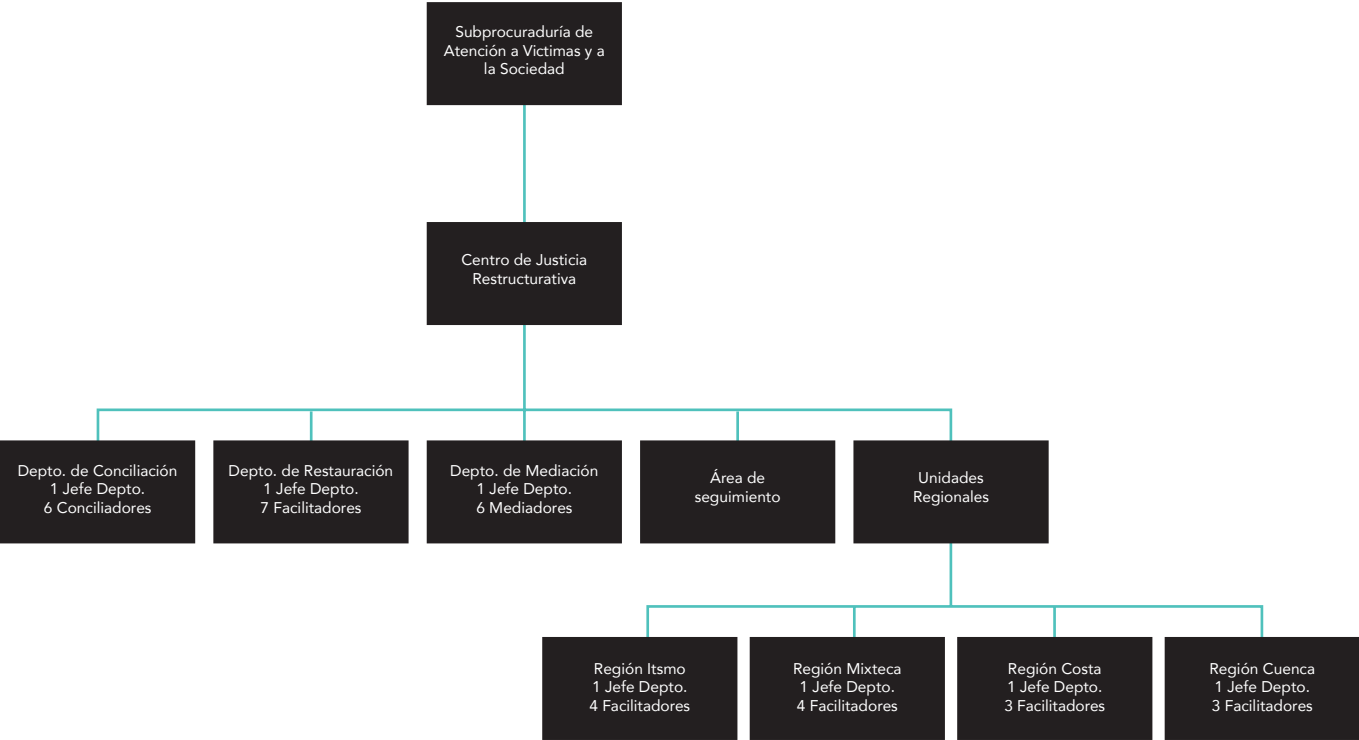 Subprocuraduría de
Atención a Victimas y a
la Sociedad
Centro de Justicia
Restructurativa
Depto. de Conciliación
1 Jefe Depto.
6 Conciliadores
Depto. de Restauración
1 Jefe Depto.
7 Facilitadores
Depto. de Mediación
1 Jefe Depto.
6 Mediadores
Área de
seguimiento
Unidades
Regionales
Región Itsmo
1 Jefe Depto.
4 Facilitadores
Región Mixteca
1 Jefe Depto.
4 Facilitadores
Región Costa
1 Jefe Depto.
3 Facilitadores
Región Cuenca
1 Jefe Depto.
3 Facilitadores